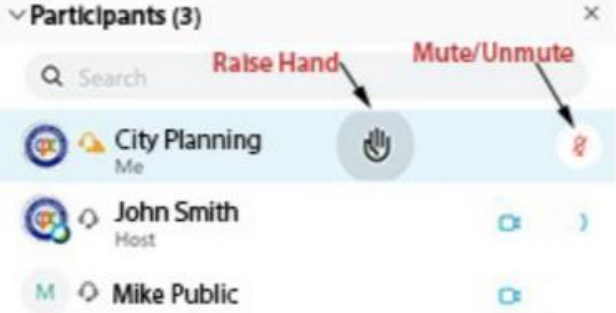 Participants (3)
Search
Raise Hand
Mute/Unmute
City Planning
Me
John Smith
Host
M
Mike Public